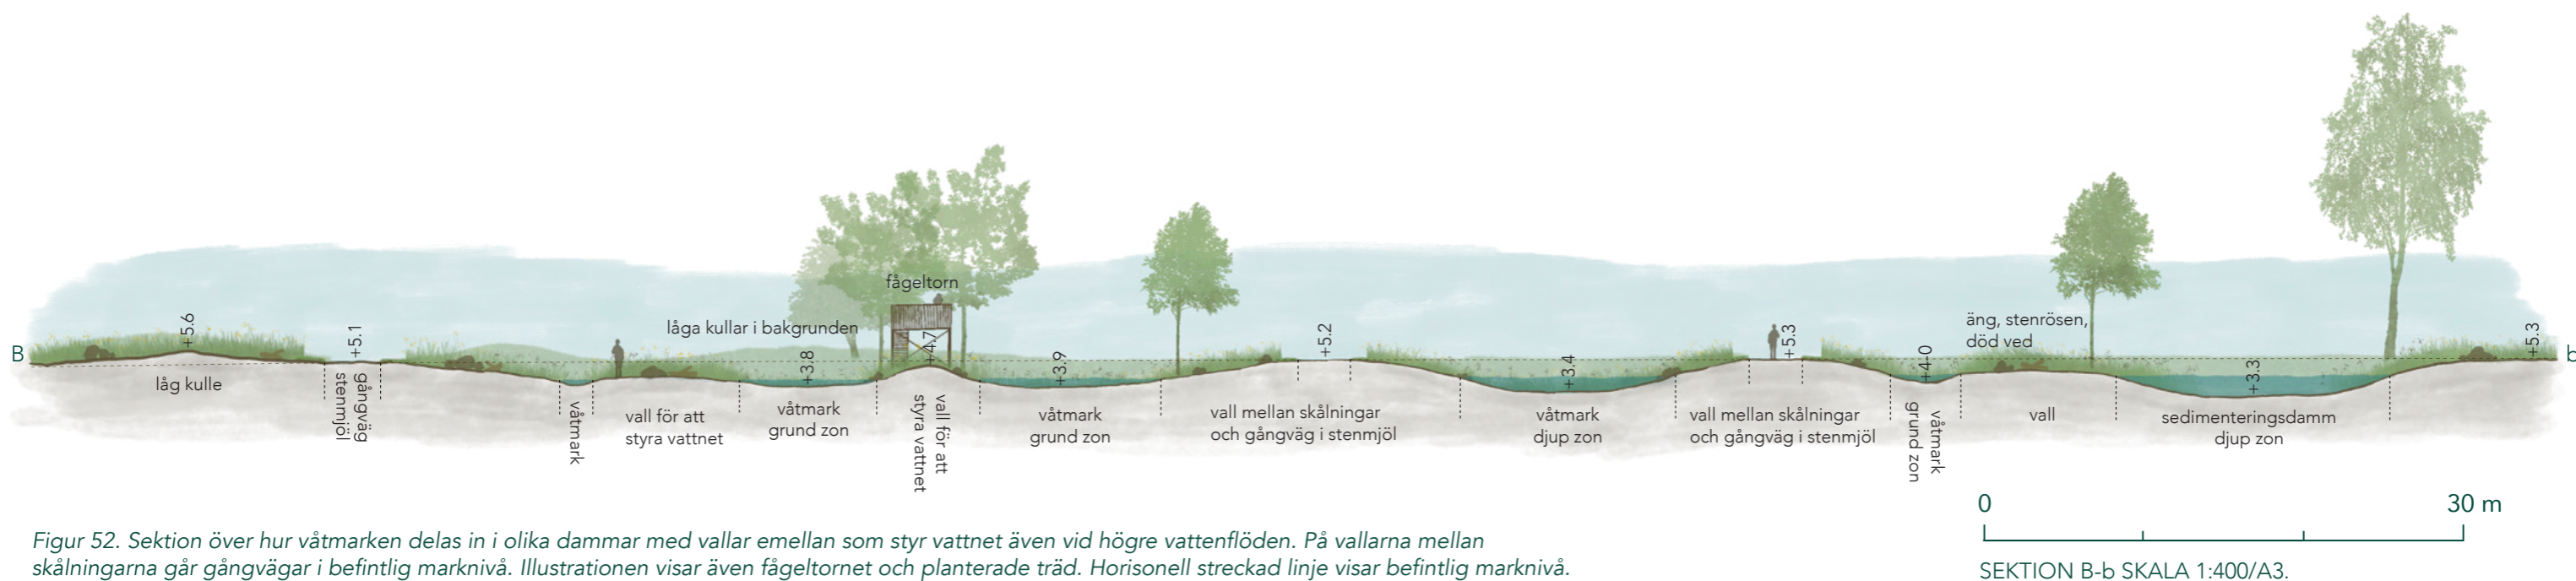 fågeltorn
låga kullar i bakgrunden
äng, stenrösen,
död ved
B
+5.6
+5.1
+3.8
+4.7
+3.9
+5.2
+3.4
+5.3
+4.0
+3.3
+5.3
b
låg kulle
gångväg
stenmjöl
våtmark
vall för att
styra vattnet
våtmark
grund zon
vall för att
styra vattnet
våtmark
grund zon
vall mellan skålningar
och gångväg i stenmjöl
våtmark
djup zon
vall mellan skålningar
och gångväg i stenmjöl
våtmark
grund zon
vall
sedimenteringsdamm
djup zon
0 30 m
SEKTION B-b SKALA 1:400/A3.
Figur 52. Sektion över hur våtmarken delas in i olika dammar med vallar emellan som styr vattnet även vid högre vattenflöden. På vallarna mellan
skålningarna går gångvägar i befintlig marknivå. Illustrationen visar även fågeltornet och planterade träd. Horisonell streckad linje visar befintlig marknivå.